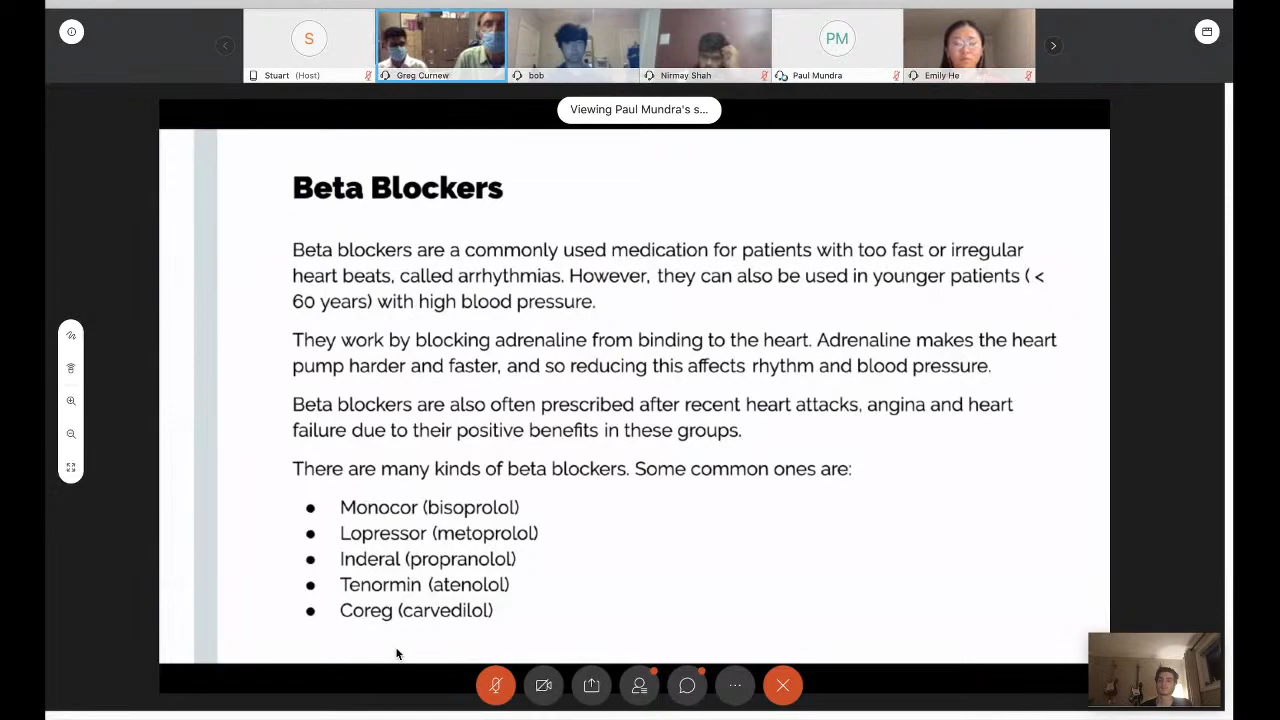 S
PM
Stuart (Host)
Greg Curnew
bob
Nirmay Shah
Paul Mundra
Emily He
Viewing Paul Mundra's s...
Beta Blockers
Beta blockers are a commonly used medication for patients with too fast or irregular
heart beats, called arrhythmias. However, they can also be used in younger patients ( <
60 years) with high blood pressure.
They work by blocking adrenaline from binding to the heart. Adrenaline makes the heart
pump harder and faster, and so reducing this affects rhythm and blood pressure.
Beta blockers are also often prescribed after recent heart attacks, angina and heart
failure due to their positive benefits in these groups.
There are many kinds of beta blockers. Some common ones are:
● Monocor (bisoprolol)
● Lopressor (metoprolol)
● Inderal (propranolol)
● Tenormin (atenolol)
● Coreg (carvedilol)